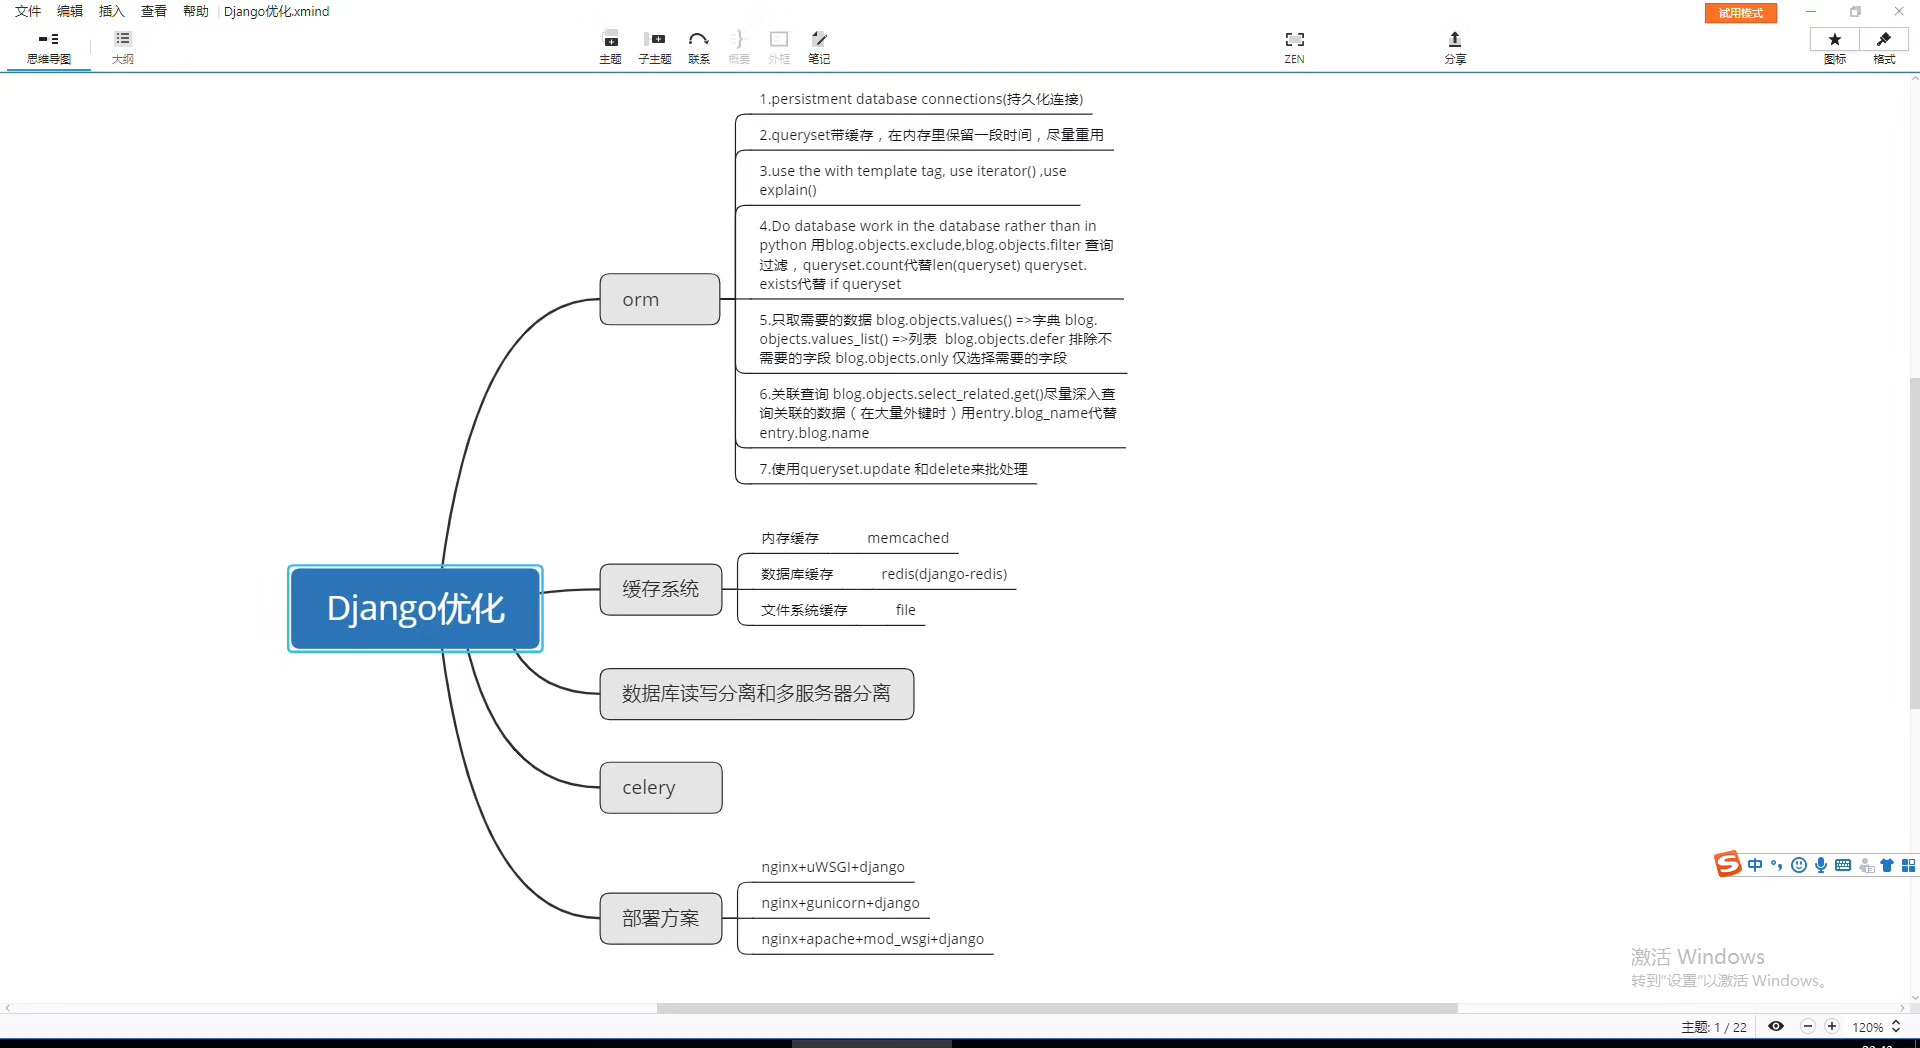 文件 编辑 插入 查看 帮助 Django优化.xmind 试用模式
思维导图 大纲 主题 子主题 联系 概要 外框 笔记 ZEN 分享 图标 格式
1.persistment database connections(持久化连接)
2.queryset带缓存，在内存里保留一段时间，尽量重用
3.use the with template tag, use iterator() ,use
explain()
4.Do database work in the database rather than in
python 用blog.objects.exclude,blog.objects.filter 查询
过滤，queryset.count代替len(queryset) queryset.
exists代替 if queryset
orm
5.只取需要的数据 blog.objects.values() =>字典 blog.
objects.values_list() =>列表 blog.objects.defer 排除不
需要的字段 blog.objects.only 仅选择需要的字段
6.关联查询 blog.objects.select_related.get()尽量深入查
询关联的数据（在大量外键时）用entry.blog_name代替
entry.blog.name
7.使用queryset.update 和delete来批处理
内存缓存 memcached
数据库缓存 redis(django-redis)
缓存系统
文件系统缓存 file
Django优化
数据库读写分离和多服务器分离
celery
nginx+uWSGI+django
nginx+gunicorn+django
部署方案
nginx+apache+mod_wsgi+django
S 中
激活 Windows
转到"设置"以激活 Windows。
主题: 1 / 22 120%